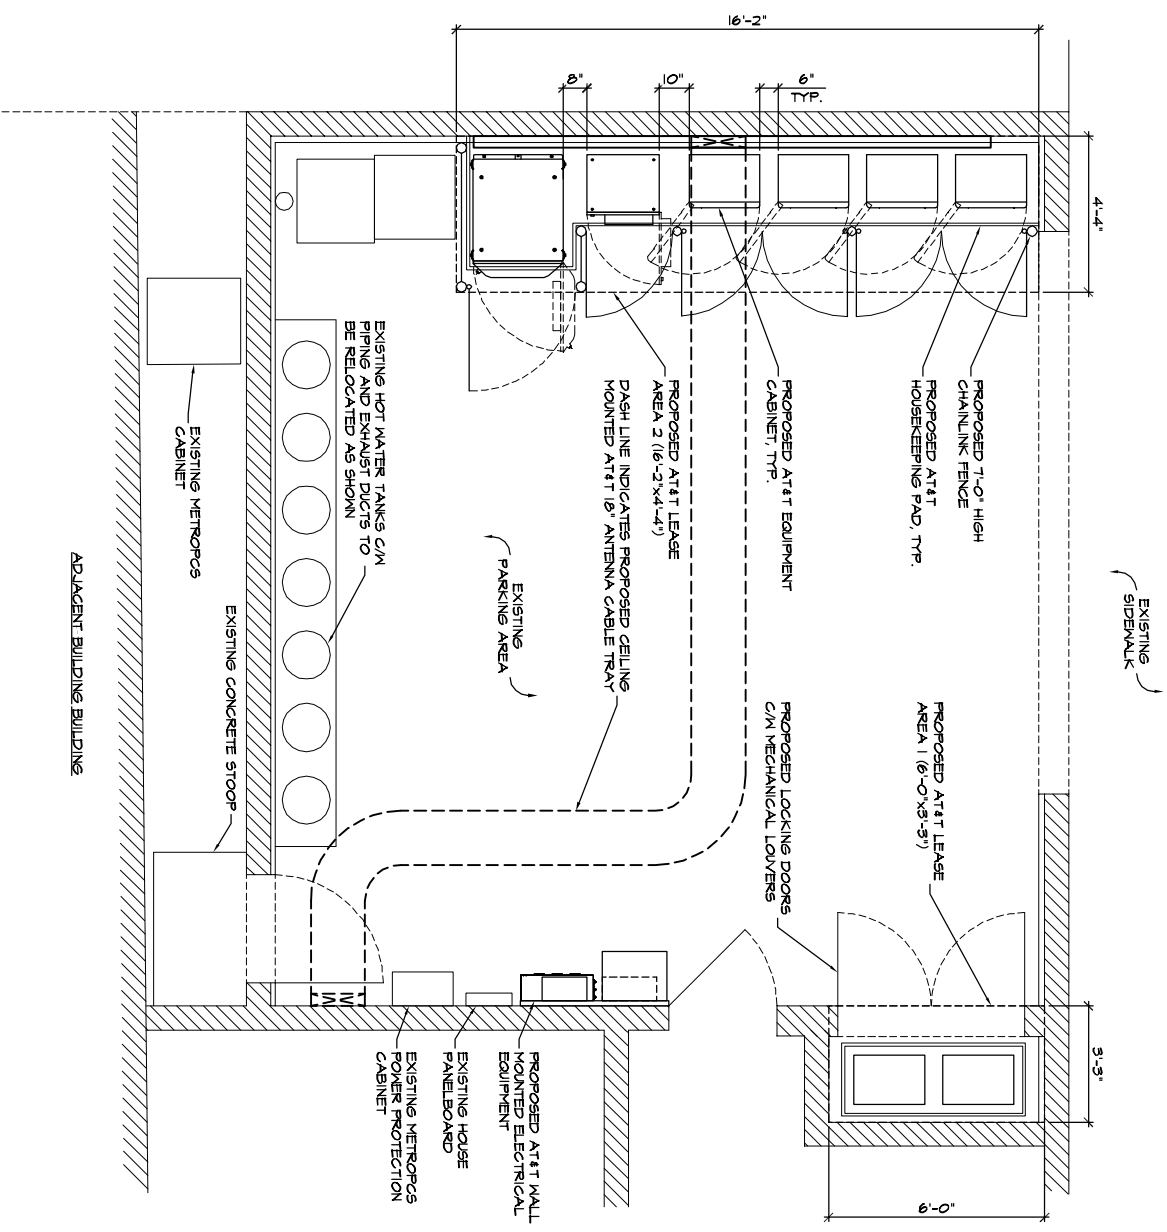 16'-2"
8"
10"
6"
TYP.
4'-4"
PROPOSED 7'-0" HIGH
CHAINLINK FENCE
PROPOSED AT&T
HOUSEKEEPING PAD, TYP.
PROPOSED AT&T EQUIPMENT
CABINET, TYP.
PROPOSED AT&T LEASE
AREA 2 (16'-2"x4'-4")
DASH LINE INDICATES PROPOSED CEILING
MOUNTED AT&T 18" ANTENNA CABLE TRAY
EXISTING HOT WATER TANKS C/W
PIPING AND EXHAUST DUCTS TO
BE RELOCATED AS SHOWN
EXISTING METROPCS
CABINET
EXISTING
SIDEWALK
EXISTING
PARKING AREA
ADJACENT BUILDING BUILDING
EXISTING CONCRETE STOOP
PROPOSED AT&T LEASE
AREA 1 (6'-0"x3'-3")
PROPOSED LOCKING DOORS
C/W MECHANICAL LOUVERS
3'-3"
PROPOSED AT&T WALL
MOUNTED ELECTRICAL
EQUIPMENT
EXISTING HOUSE
PANELBOARD
EXISTING METROPCS
POWER PROTECTION
CABINET
6'-0"